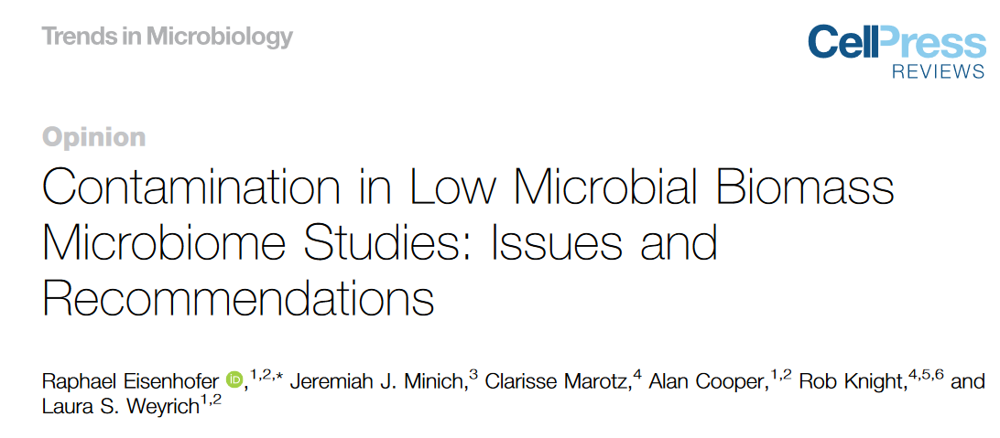 Trends in Microbiology
CellPress
REVIEWS
Opinion
Contamination in Low Microbial Biomass
Microbiome Studies: Issues and
Recommendations
Raphael Eisenhofer iD,1,2,* Jeremiah J. Minich,3 Clarisse Marotz,4 Alan Cooper,1,2 Rob Knight,4,5,6 and
Laura S. Weyrich1,2